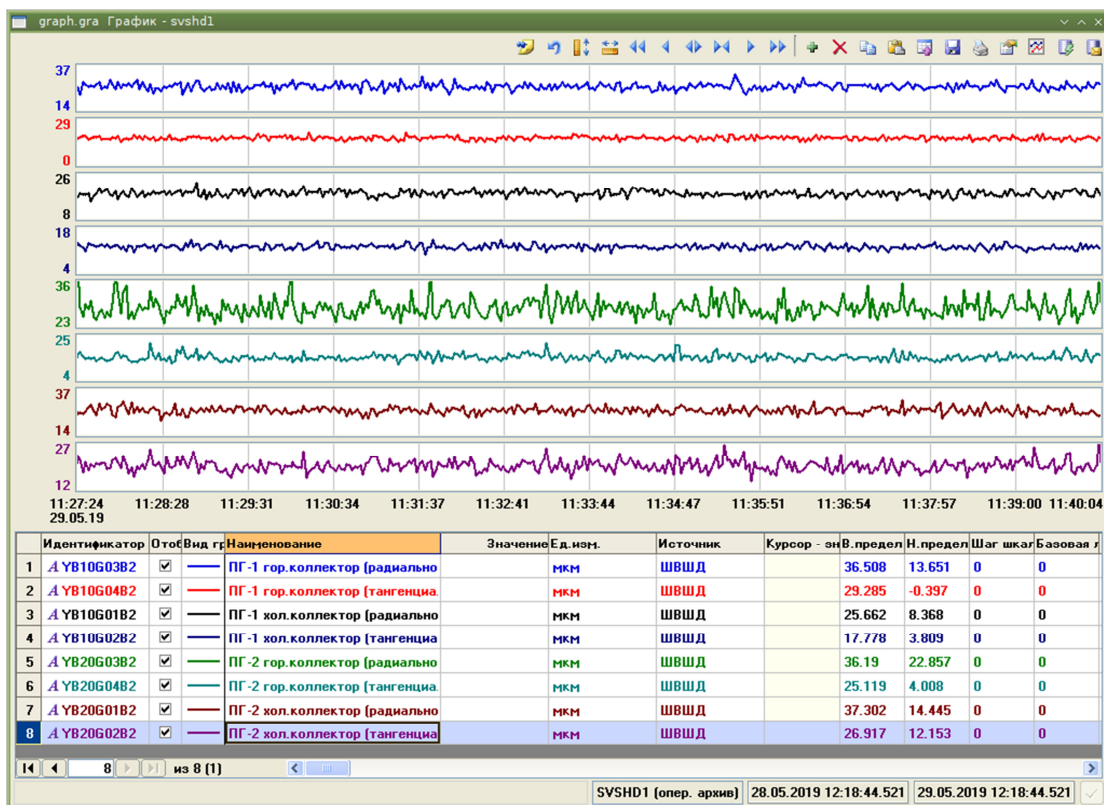 graph.gra График - svshd1
37
14
29
0
26
8
18
4
36
23
25
4
37
14
27
12
11:27:24 11:28:28 11:29:31 11:30:34 11:31:37 11:32:41 11:33:44 11:34:47 11:35:51 11:36:54 11:37:57 11:39:00 11:40:04
29.05.19
Идентификатор Отоб Вид гр Наименование Значение Ед.изм. Источник Курсор - зн В.предел Н.предел Шаг шкал Базовая л
1 A YB10G03B2 ПГ-1 гор.коллектор (радиально мкм ШВШД 36.508 13.651 0 0
2 A YB10G04B2 ПГ-1 гор.коллектор (тангенциа. мкм ШВШД 29.285 -0.397 0 0
3 A YB10G01B2 ПГ-1 хол.коллектор (радиально мкм ШВШД 25.662 8.368 0 0
4 A YB10G02B2 ПГ-1 хол.коллектор (тангенциа мкм ШВШД 17.778 3.809 0 0
5 A YB20G03B2 ПГ-2 гор.коллектор (радиально мкм ШВШД 36.19 22.857 0 0
6 A YB20G04B2 ПГ-2 гор.коллектор (тангенциа. мкм ШВШД 25.119 4.008 0 0
7 A YB20G01B2 ПГ-2 хол.коллектор (радиально мкм ШВШД 37.302 14.445 0 0
8 A YB20G02B2 ПГ-2 хол.коллектор (тангенциа мкм ШВШД 26.917 12.153 0 0
8 из 8 (1)
SVSHD1 (опер. архив) 28.05.2019 12:18:44.521 29.05.2019 12:18:44.521